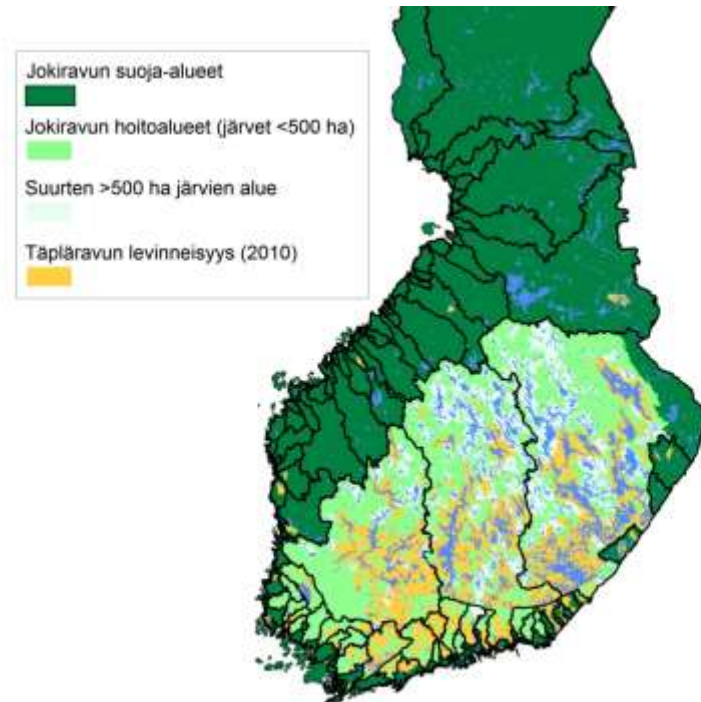 Jokiravun suoja-alueet
Jokiravun hoitoalueet (järvet <500 ha)
Suurten >500 ha järvien alue
Täpläravun levinneisyys (2010)